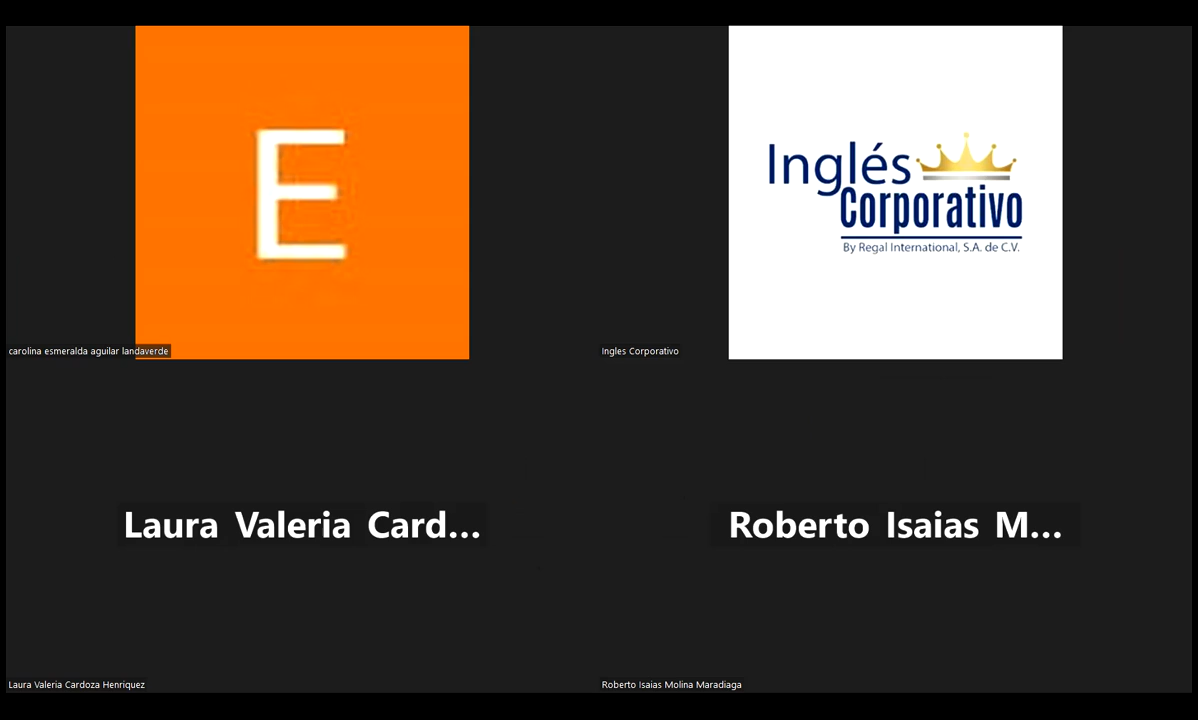 E
Inglés
Corporativo
By Regal International, S.A. de C.V.
carolina esmeralda aguilar landaverde
Ingles Corporativo
Laura Valeria Card...
Roberto Isaias M...
Laura Valeria Cardoza Henriquez
Roberto Isaias Molina Maradiaga